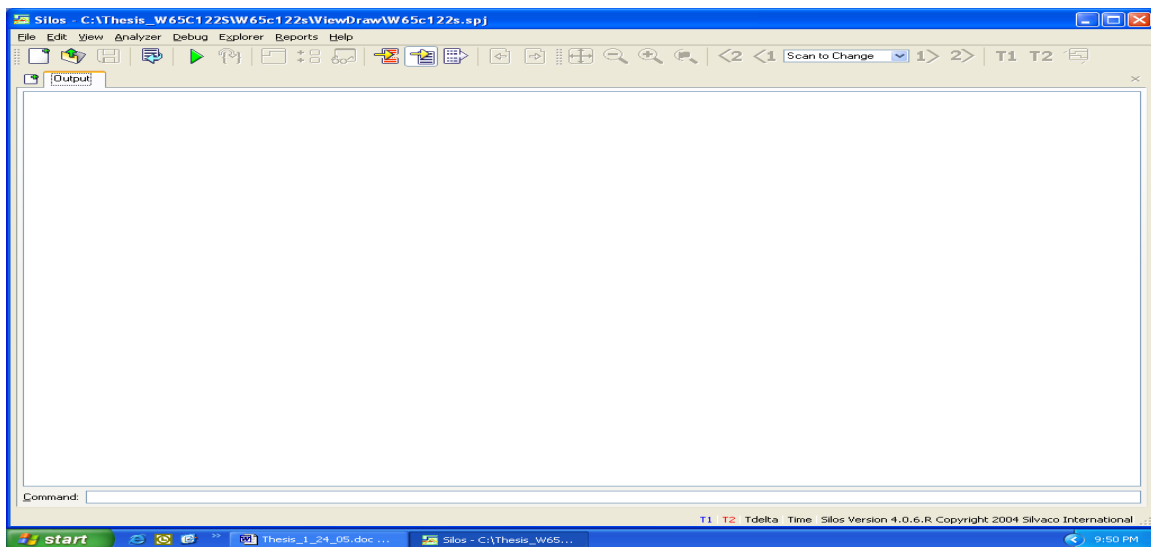 Silos - C:\Thesis_W65C122S\W65c122s\ViewDraw\W65c122s.spj
File Edit View Analyzer Debug Explorer Reports Help
<2 <1 Scan to Change 1> 2> T1 T2
Output
Command:
T1 T2 Tdelta Time Silos Version 4.0.6.R Copyright 2004 Silvaco International
start » Thesis_1_24_05.doc ... Silos - C:\Thesis_W65... 9:50 PM